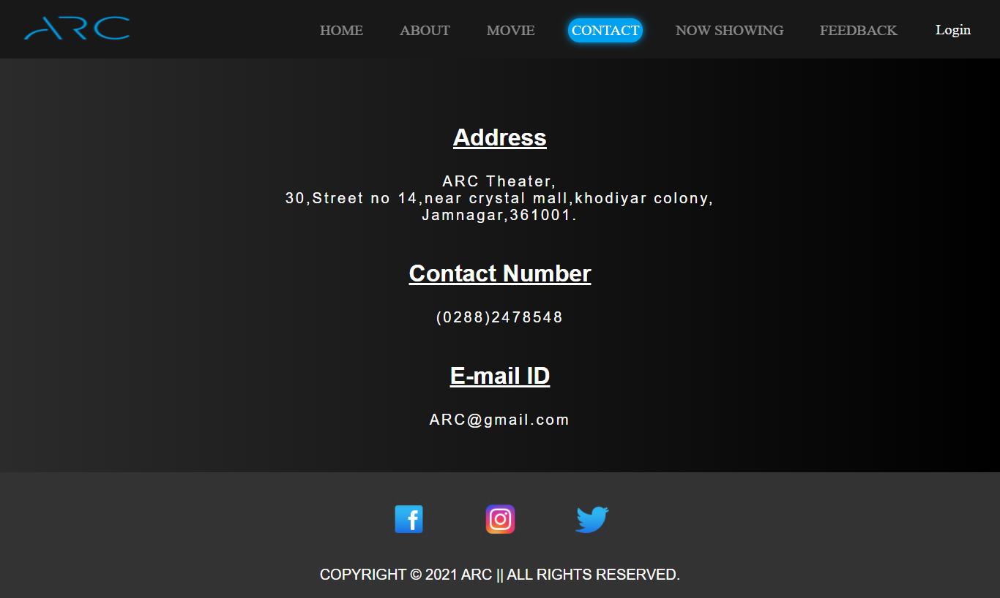 ARC
HOME ABOUT MOVIE CONTACT NOW SHOWING FEEDBACK Login
Address
ARC Theater,
30,Street no 14,near crystal mall,khodiyar colony,
Jamnagar,361001.
Contact Number
(0288)2478548
E-mail ID
ARC@gmail.com
f
COPYRIGHT © 2021 ARC || ALL RIGHTS RESERVED.